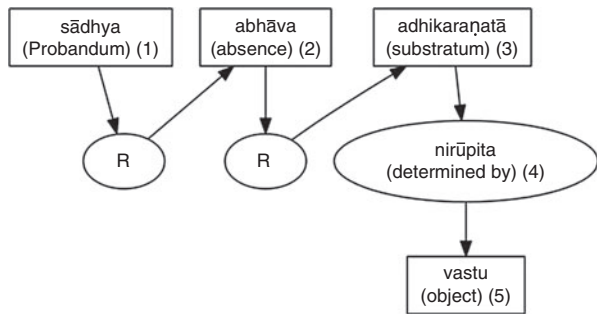 sādhya
(Probandum) (1)
abhāva
(absence) (2)
adhikaraṇatā
(substratum) (3)
R
R
nirūpita
(determined by) (4)
vastu
(object) (5)